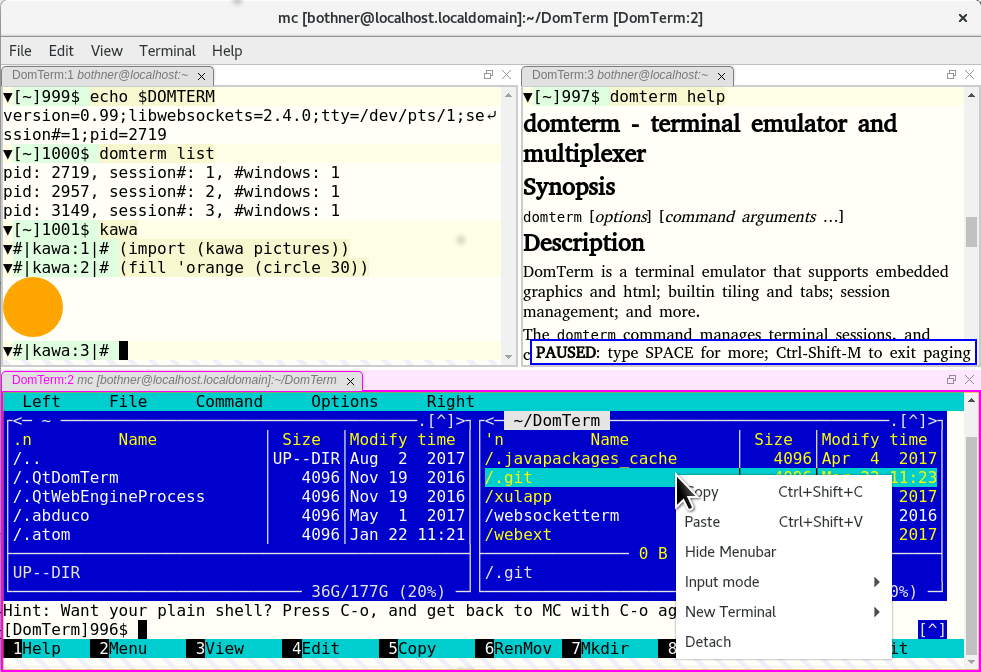 mc [bothner@localhost.localdomain]:~/DomTerm [DomTerm:2]
File Edit View Terminal Help
DomTerm:1 bothner@localhost:~
▼[~]999$ echo $DOMTERM
version=0.99;libwebsockets=2.4.0;tty=/dev/pts/1;se⤶
ssion#=1;pid=2719
▼[~]1000$ domterm list
pid: 2719, session#: 1, #windows: 1
pid: 2957, session#: 2, #windows: 1
pid: 3149, session#: 3, #windows: 1
▼[~]1001$ kawa
▼#|kawa:1|# (import (kawa pictures))
▼#|kawa:2|# (fill 'orange (circle 30))
▼#|kawa:3|#
DomTerm:3 bothner@localhost:~
▼[~]997$ domterm help
domterm - terminal emulator and
multiplexer
Synopsis
domterm [options] [command arguments …]
Description
DomTerm is a terminal emulator that supports embedded
graphics and html; builtin tiling and tabs; session
management; and more.
The domterm command manages terminal sessions, and
PAUSED: type SPACE for more; Ctrl-Shift-M to exit paging
DomTerm:2 mc [bothner@localhost.localdomain]:~/DomTerm
Left File Command Options Right
<─ ~ .[^]>
.n Name Size Modify time
/.. UP--DIR Aug 2 2017
/.QtDomTerm 4096 Nov 19 2016
/.QtWebEngineProcess 4096 Nov 19 2016
/.abduco 4096 May 1 2017
/.atom 4096 Jan 22 11:21
UP--DIR
36G/177G (20%)
<─ ~/DomTerm .[^]>
'n Name Size Modify time
/.javapackages_cache 4096 Apr 4 2017
/.git 11:23
/xulapp 2017
/websocketterm 2016
/webext 2017
0 B
/.git
Copy Ctrl+Shift+C
Paste Ctrl+Shift+V
Hide Menubar
Input mode
New Terminal
Detach
Hint: Want your plain shell? Press C-o, and get back to MC with C-o
[DomTerm]996$ [^]
1Help 2Menu 3View 4Edit 5Copy 6RenMov 7Mkdir 8